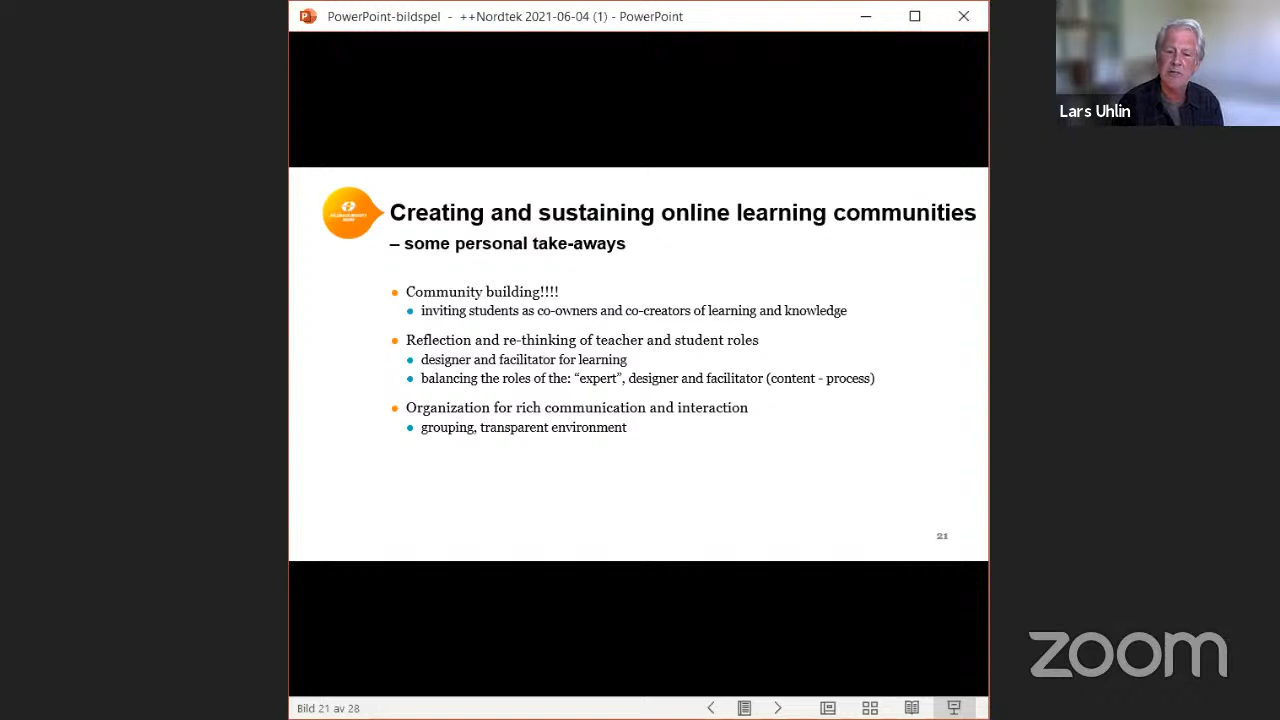 PowerPoint-bildspel - ++Nordtek 2021-06-04 (1) - PowerPoint
Lars Uhlin
Creating and sustaining online learning communities
– some personal take-aways
Community building!!!!
inviting students as co-owners and co-creators of learning and knowledge
Reflection and re-thinking of teacher and student roles
designer and facilitator for learning
balancing the roles of the: “expert”, designer and facilitator (content - process)
Organization for rich communication and interaction
grouping, transparent environment
21
zoom
Bild 21 av 28